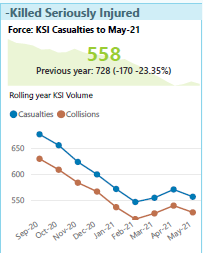 -Killed Seriously Injured
Force: KSI Casualties to May-21
558
Previous year: 728 (-170 -23.35%)
Rolling year KSI Volume
Casualties Collisions
650
600
550
Sep-20 Oct-20 Nov-20 Dec-20 Jan-21 Feb-21 Mar-21 Apr-21 May-21